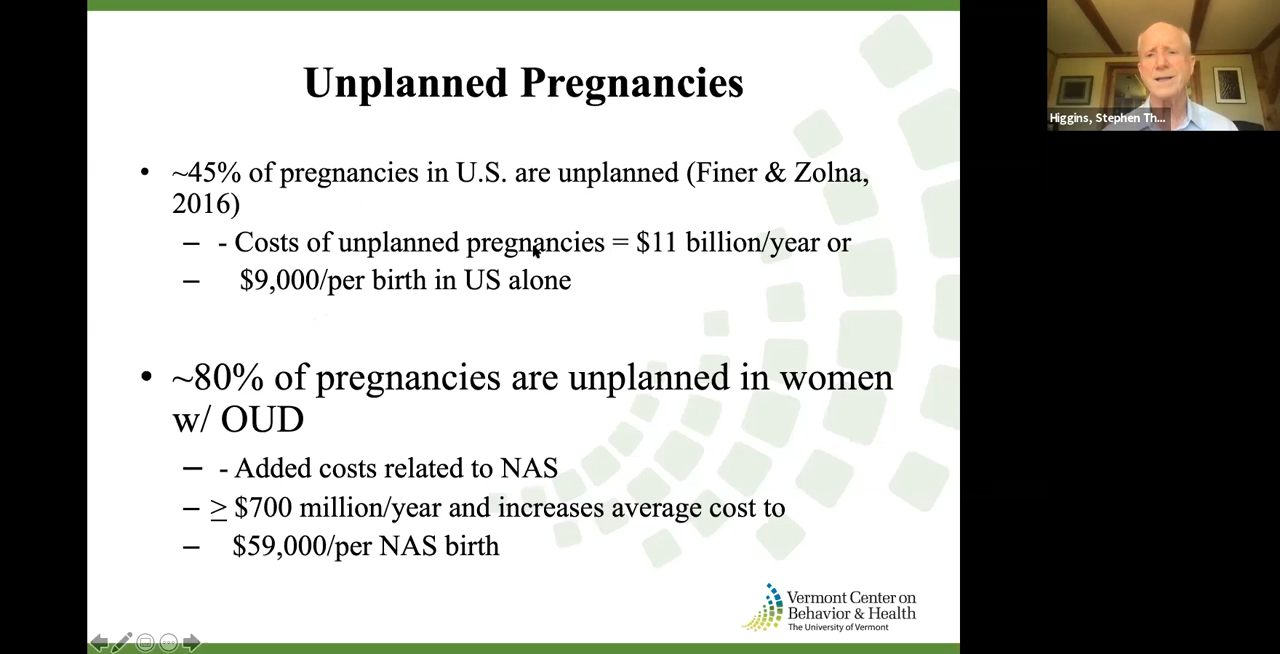 Unplanned Pregnancies
• ~45% of pregnancies in U.S. are unplanned (Finer & Zolna,
2016)
– - Costs of unplanned pregnancies = $11 billion/year or
– $9,000/per birth in US alone
• ~80% of pregnancies are unplanned in women
w/ OUD
– - Added costs related to NAS
– ≥ $700 million/year and increases average cost to
– $59,000/per NAS birth
Vermont Center on
Behavior & Health
The University of Vermont
Higgins, Stephen Th...